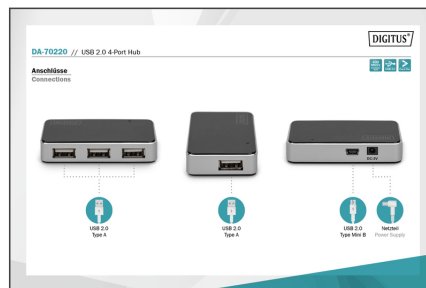 DIGITUS®
DA-70220 // USB 2.0 4-Port Hub
Anschlüsse
Connections
DIGITUS
DC-5V
USB 2.0
Type A
USB 2.0
Type A
USB 2.0
Type Mini B
Netzteil
Power Supply